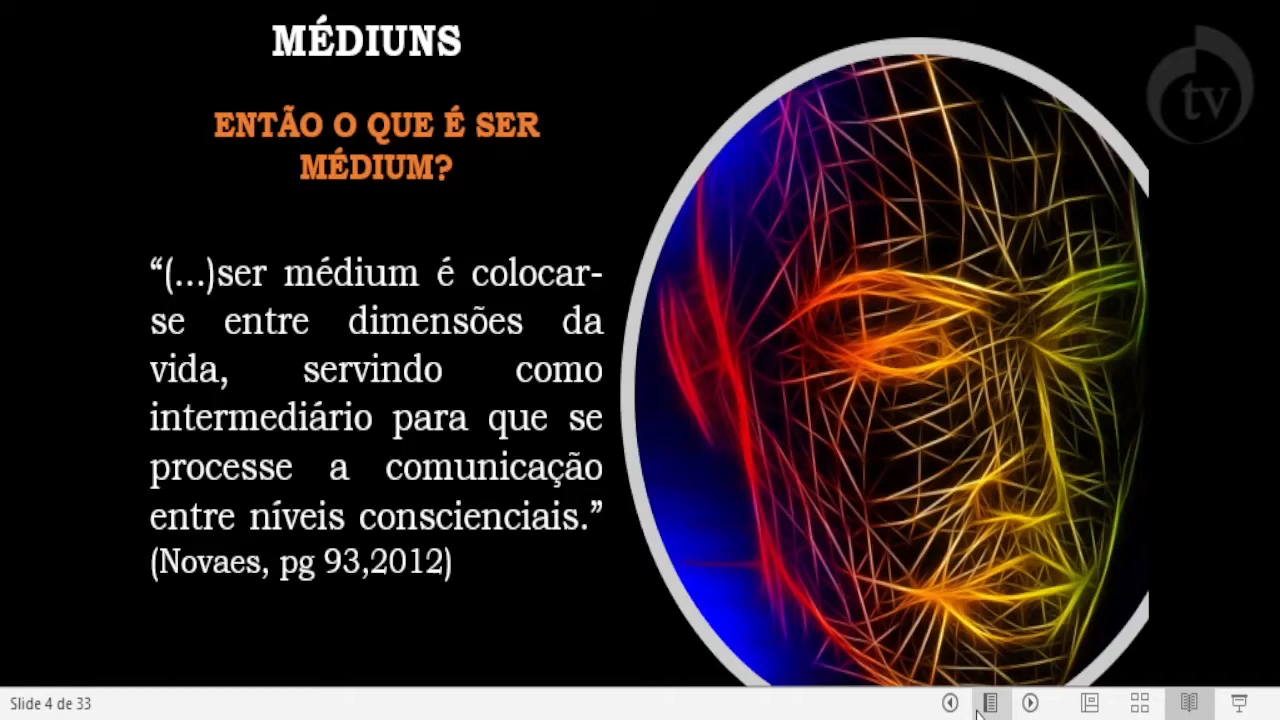 MÉDIUNS
ENTÃO O QUE É SER
MÉDIUM?
“(...)ser médium é colocar-
se entre dimensões da
vida, servindo como
intermediário para que se
processe a comunicação
entre níveis conscienciais.”
(Novaes, pg 93,2012)
tv
Slide 4 de 33